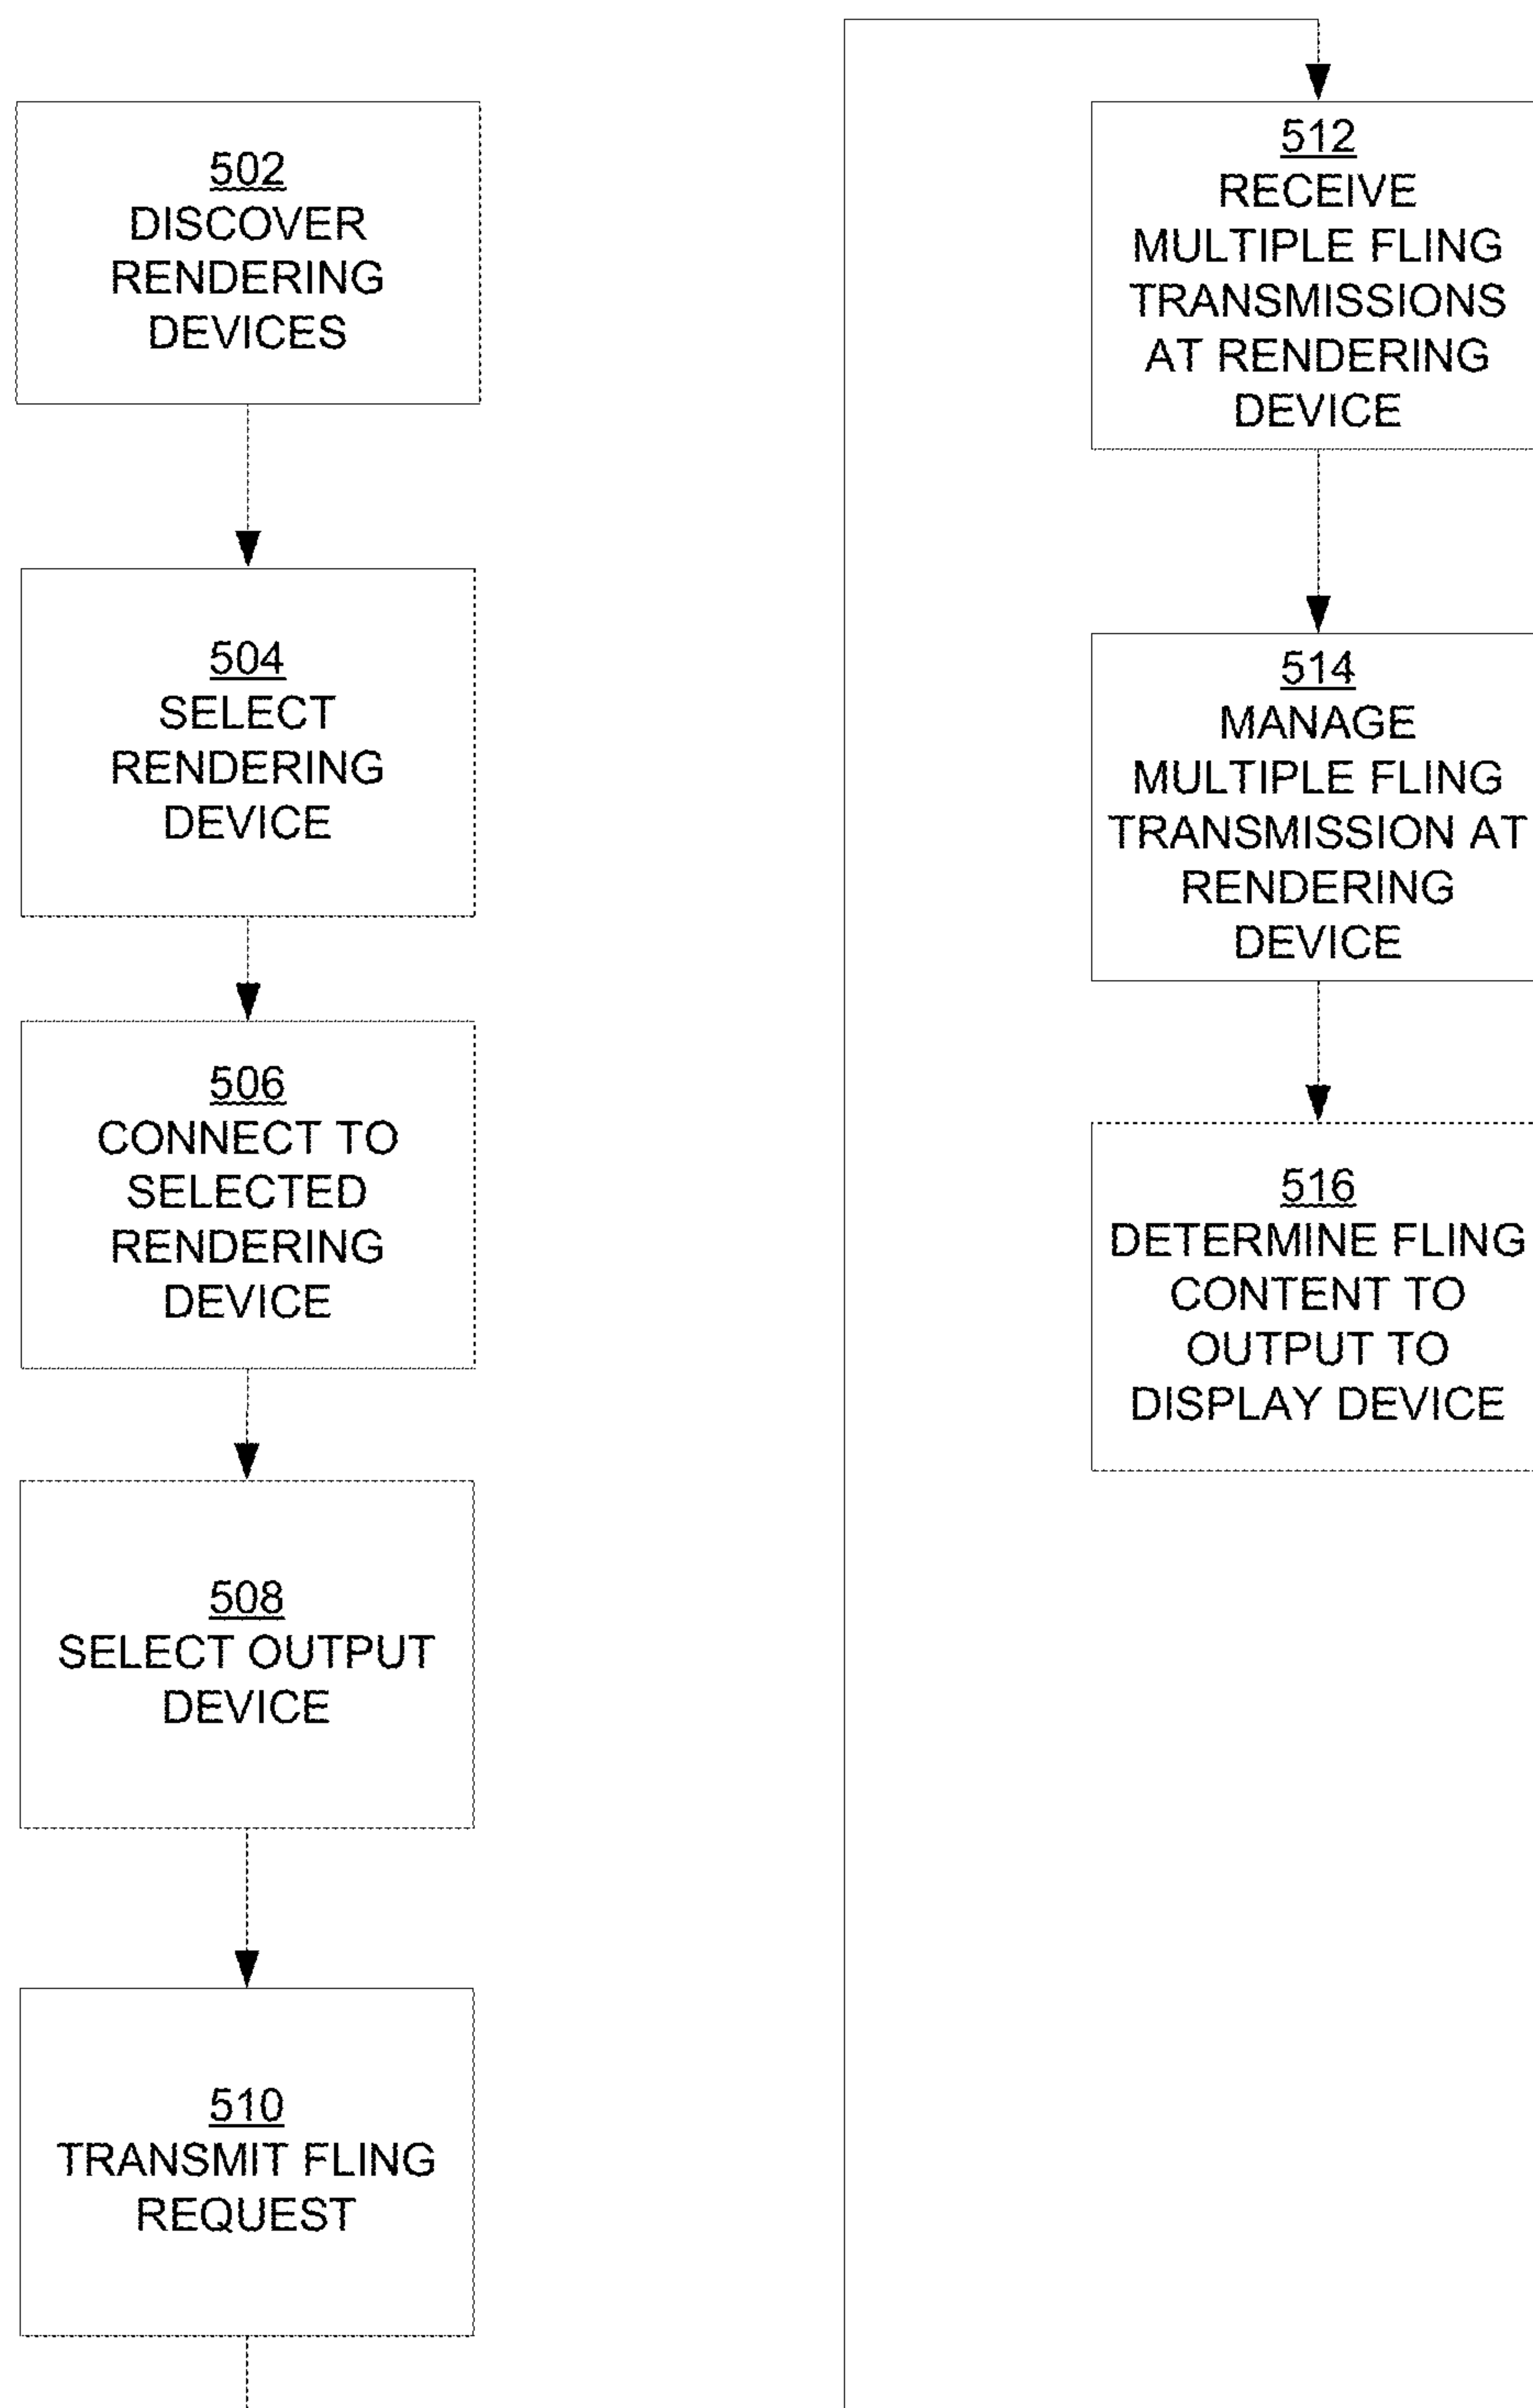 502
DISCOVER
RENDERING
DEVICES
504
SELECT
RENDERING
DEVICE
506
CONNECT TO
SELECTED
RENDERING
DEVICE
508
SELECT OUTPUT
DEVICE
510
TRANSMIT FLING
REQUEST
512
RECEIVE
MULTIPLE FLING
TRANSMISSIONS
AT RENDERING
DEVICE
514
MANAGE
MULTIPLE FLING
TRANSMISSION AT
RENDERING
DEVICE
516
DETERMINE FLING
CONTENT TO
OUTPUT TO
DISPLAY DEVICE